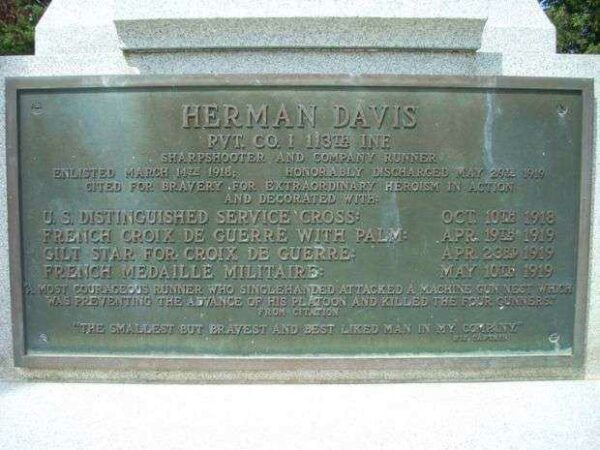 HERMAN DAVIS
PVT. CO. I 113TH INF
SHARPSHOOTER AND COMPANY RUNNER
ENLISTED MARCH 14TH 1918: HONORABLY DISCHARGED MAY 29TH 1919
CITED FOR BRAVERY FOR EXTRAORDINARY HEROISM IN ACTION
AND DECORATED WITH:
U.S. DISTINGUISHED SERVICE CROSS: OCT. 10TH 1918
FRENCH CROIX DE GUERRE WITH PALM: APR. 19TH 1919
GILT STAR FOR CROIX DE GUERRE: APR. 23RD 1919
FRENCH MEDAILLE MILITAIRE: MAY 10TH 1919
"A MOST COURAGEOUS RUNNER WHO SINGLEHANDED ATTACKED A MACHINE GUN NEST WHICH
WAS PREVENTING THE ADVANCE OF HIS PLATOON AND KILLED THE FOUR GUNNERS"
FROM CITATION
"THE SMALLEST BUT BRAVEST AND BEST LIKED MAN IN MY COMPANY"
HIS CAPTAIN